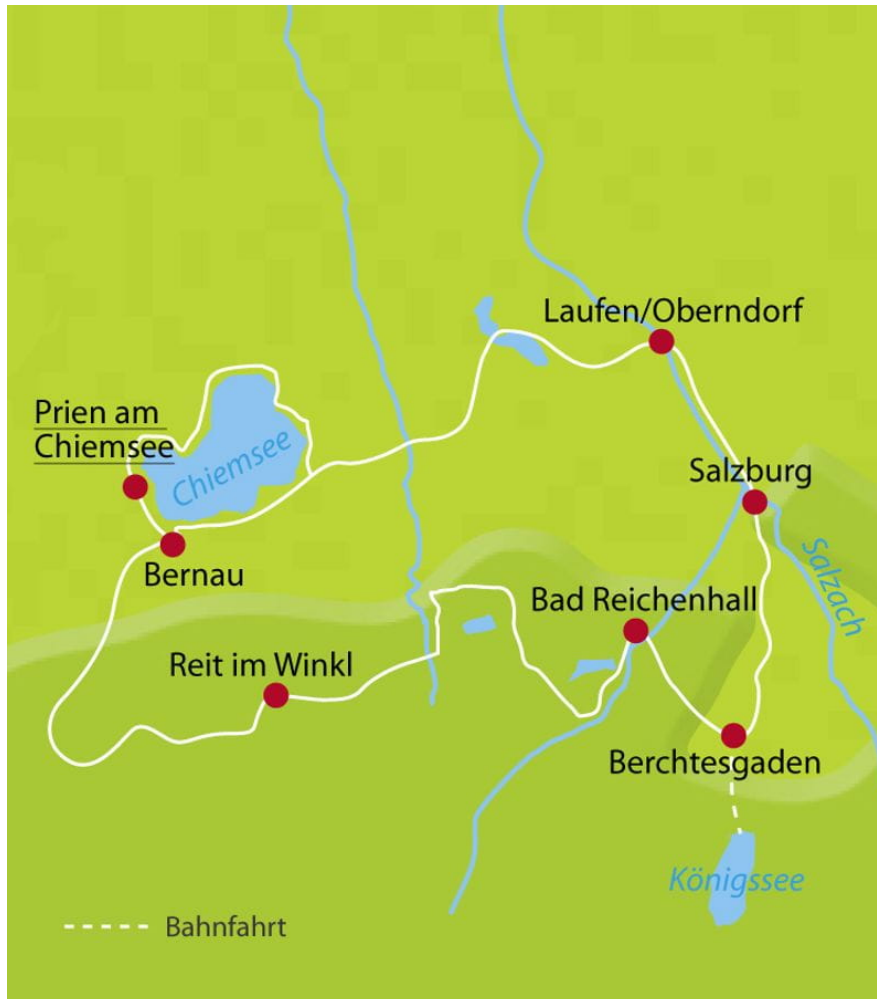 Laufen/Oberndorf
Prien am
Chiemsee
Chiemsee
Salzburg
Bernau
Salzach
Bad Reichenhall
Reit im Winkl
Berchtesgaden
Königssee
Bahnfahrt